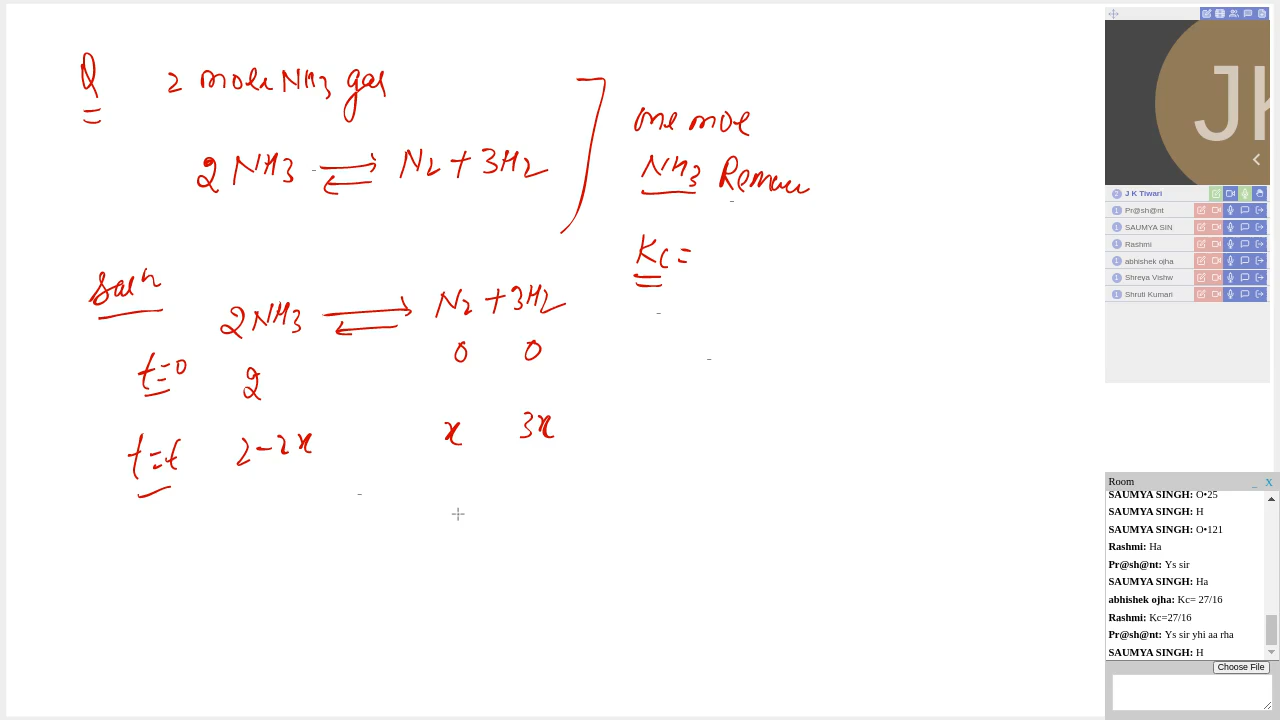 Q 2 mole NH3 gas
2 NH3 ⇌ N2 + 3H2
one mole
NH3 Remain
Kc =
Soln
2NH3 ⇌ N2 + 3H2
t=0 2 0 0
t=t 2-2x x 3x
JK
J K Tiwari
Pr@sh@nt
SAUMYA SIN
Rashmi
abhishek ojha
Shreya Vishw
Shruti Kumari
Room _ X
SAUMYA SINGH: O•25
SAUMYA SINGH: H
SAUMYA SINGH: O•121
Rashmi: Ha
Pr@sh@nt: Ys sir
SAUMYA SINGH: Ha
abhishek ojha: Kc= 27/16
Rashmi: Kc=27/16
Pr@sh@nt: Ys sir yhi aa rha
SAUMYA SINGH: H
Choose File